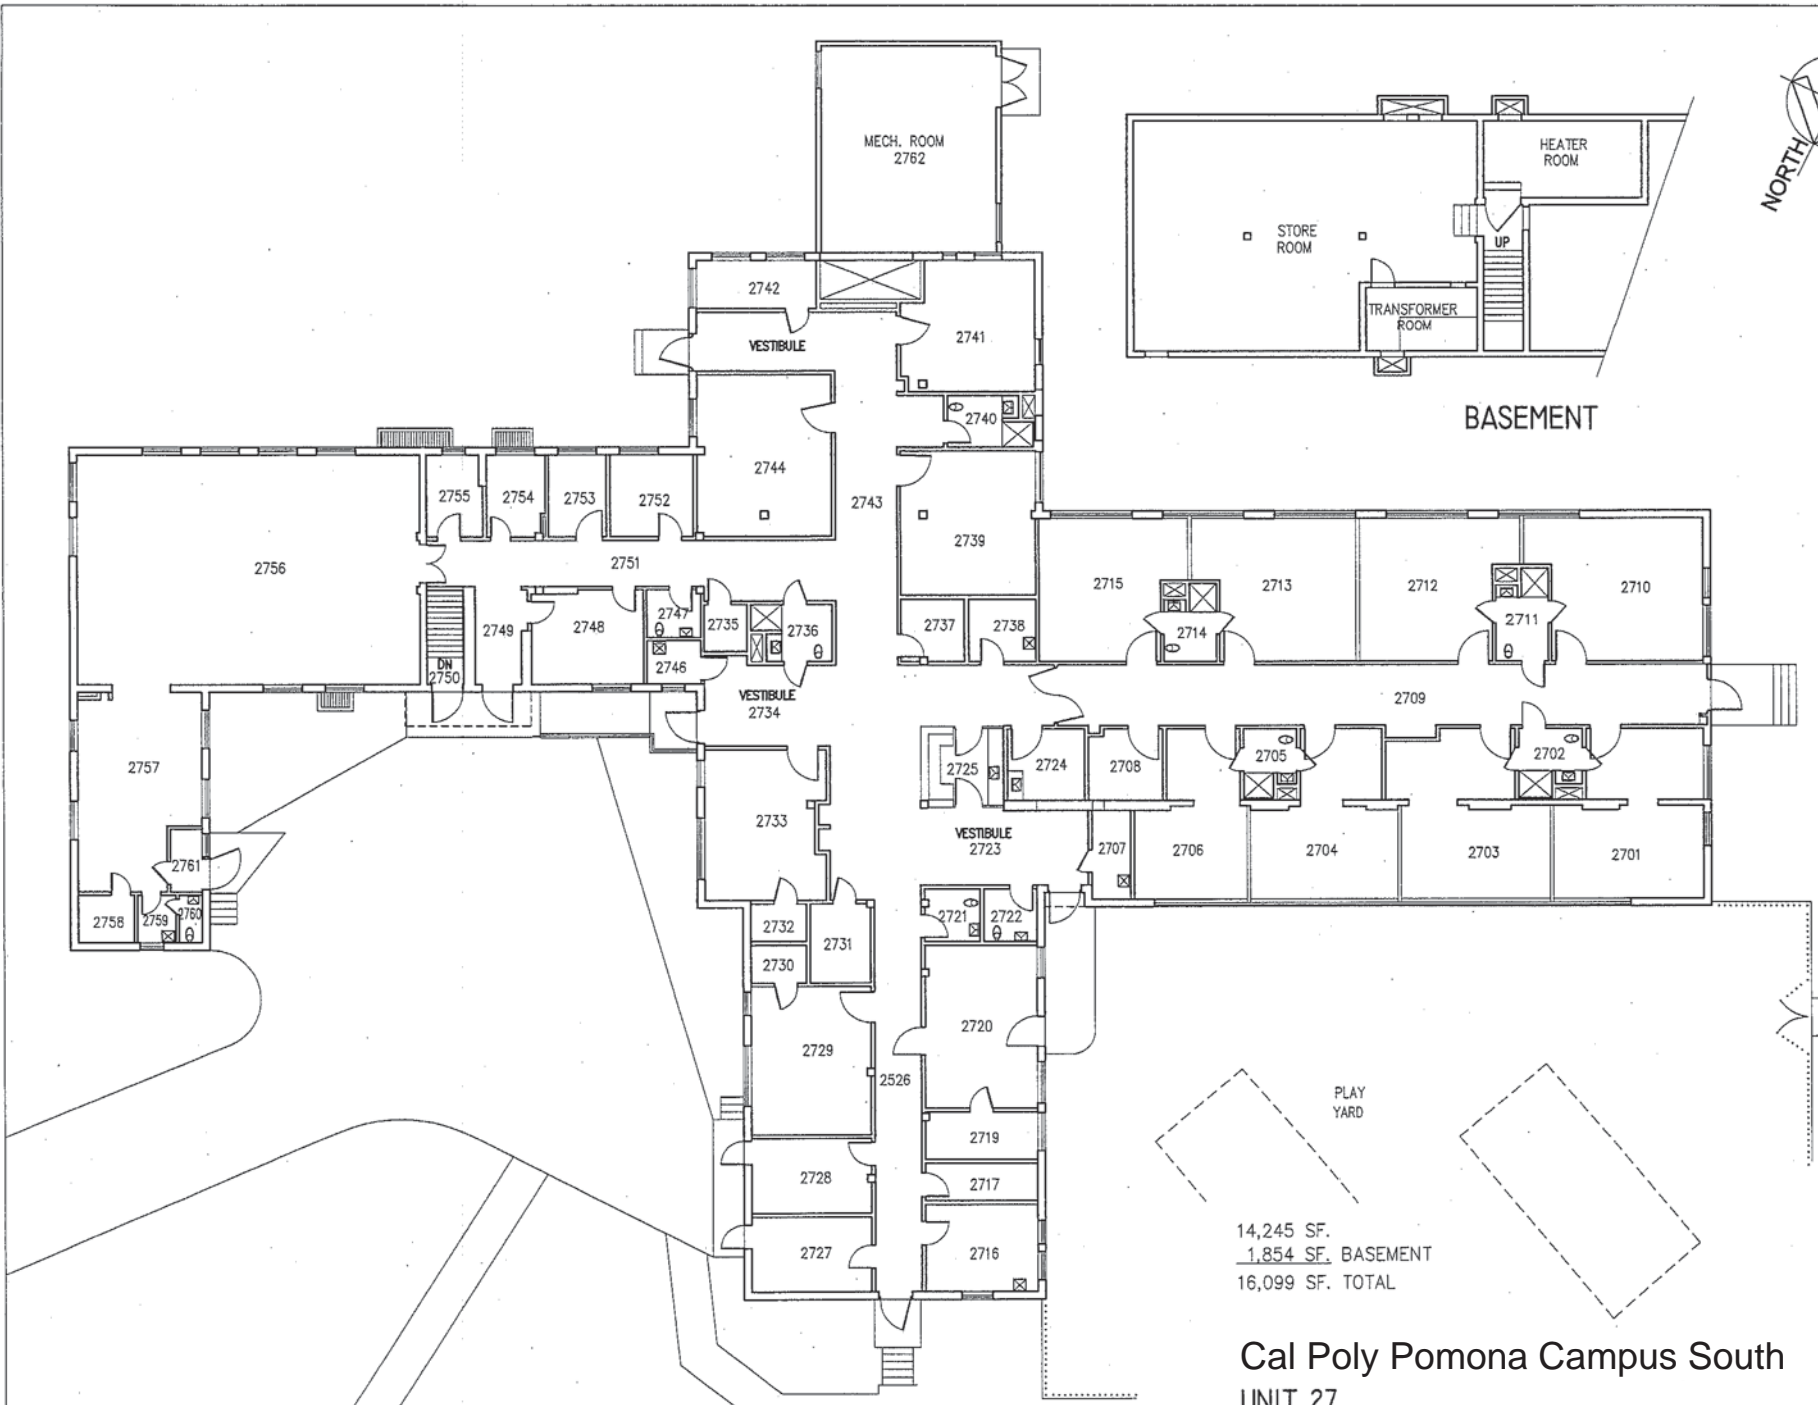 MECH. ROOM
2762
HEATER
ROOM
NORTH
STORE
ROOM
UP
TRANSFORMER
ROOM
BASEMENT
2742
VESTIBULE
2741
2740
2744
2743
2755
2754
2753
2752
2739
2756
2751
2715
2713
2712
2710
2747
2735
2736
2737
2738
2714
2711
2749
2748
2746
DN
2750
VESTIBULE
2734
2709
2757
2725
2724
2708
2705
2702
2733
VESTIBULE
2723
2707
2706
2704
2703
2701
2761
2758
2759
2760
2732
2731
2721
2722
2730
2729
2720
2526
PLAY
YARD
2719
2728
2717
2727
2716
14,245 SF.
1,854 SF. BASEMENT
16,099 SF. TOTAL
Cal Poly Pomona Campus South
UNIT 27